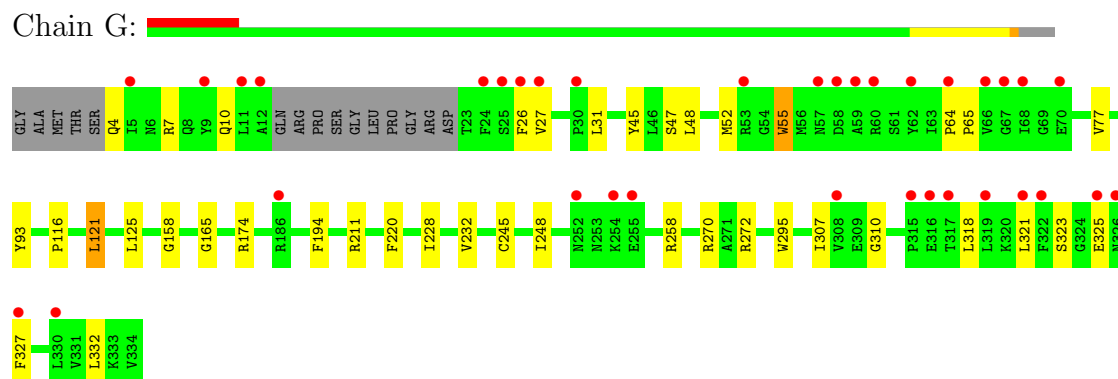 Chain G:
GLY ALA MET THR SER Q4 I5 N6 R7 Q8 Y9 Q10 L11 A12 GLN ARG PRO SER GLY LEU PRO GLY ARG ASP T23 F24 S25 F26 V27 P30 L31 Y45 L46 S47 L48 M52 R53 G54 W55 M56 N57 D58 A59 R60 S61 Y62 I63 P64 P65 V66 G67 I68 G69 E70 V77
Y93 P116 L121 L125 G158 G165 R174 R186 F194 R211 F220 I228 V232 C245 I248 N252 N253 K254 E255 R258 R270 A271 R272 W295 I307 V308 E309 G310 P315 E316 T317 L318 L319 K320 L321 F322 S323 G324 E325 N326
F327 L330 V331 L332 K333 V334